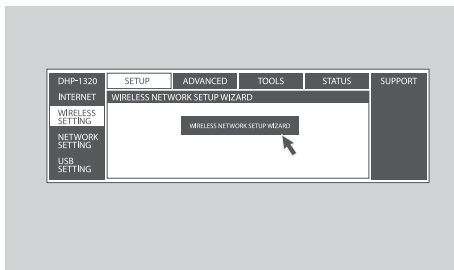 DHP-1320 SETUP ADVANCED TOOLS STATUS SUPPORT
INTERNET
WIRELESS
SETTING
NETWORK
SETTING
USB
SETTING
WIRELESS NETWORK SETUP WIZARD
WIRELESS NETWORK SETUP WIZARD